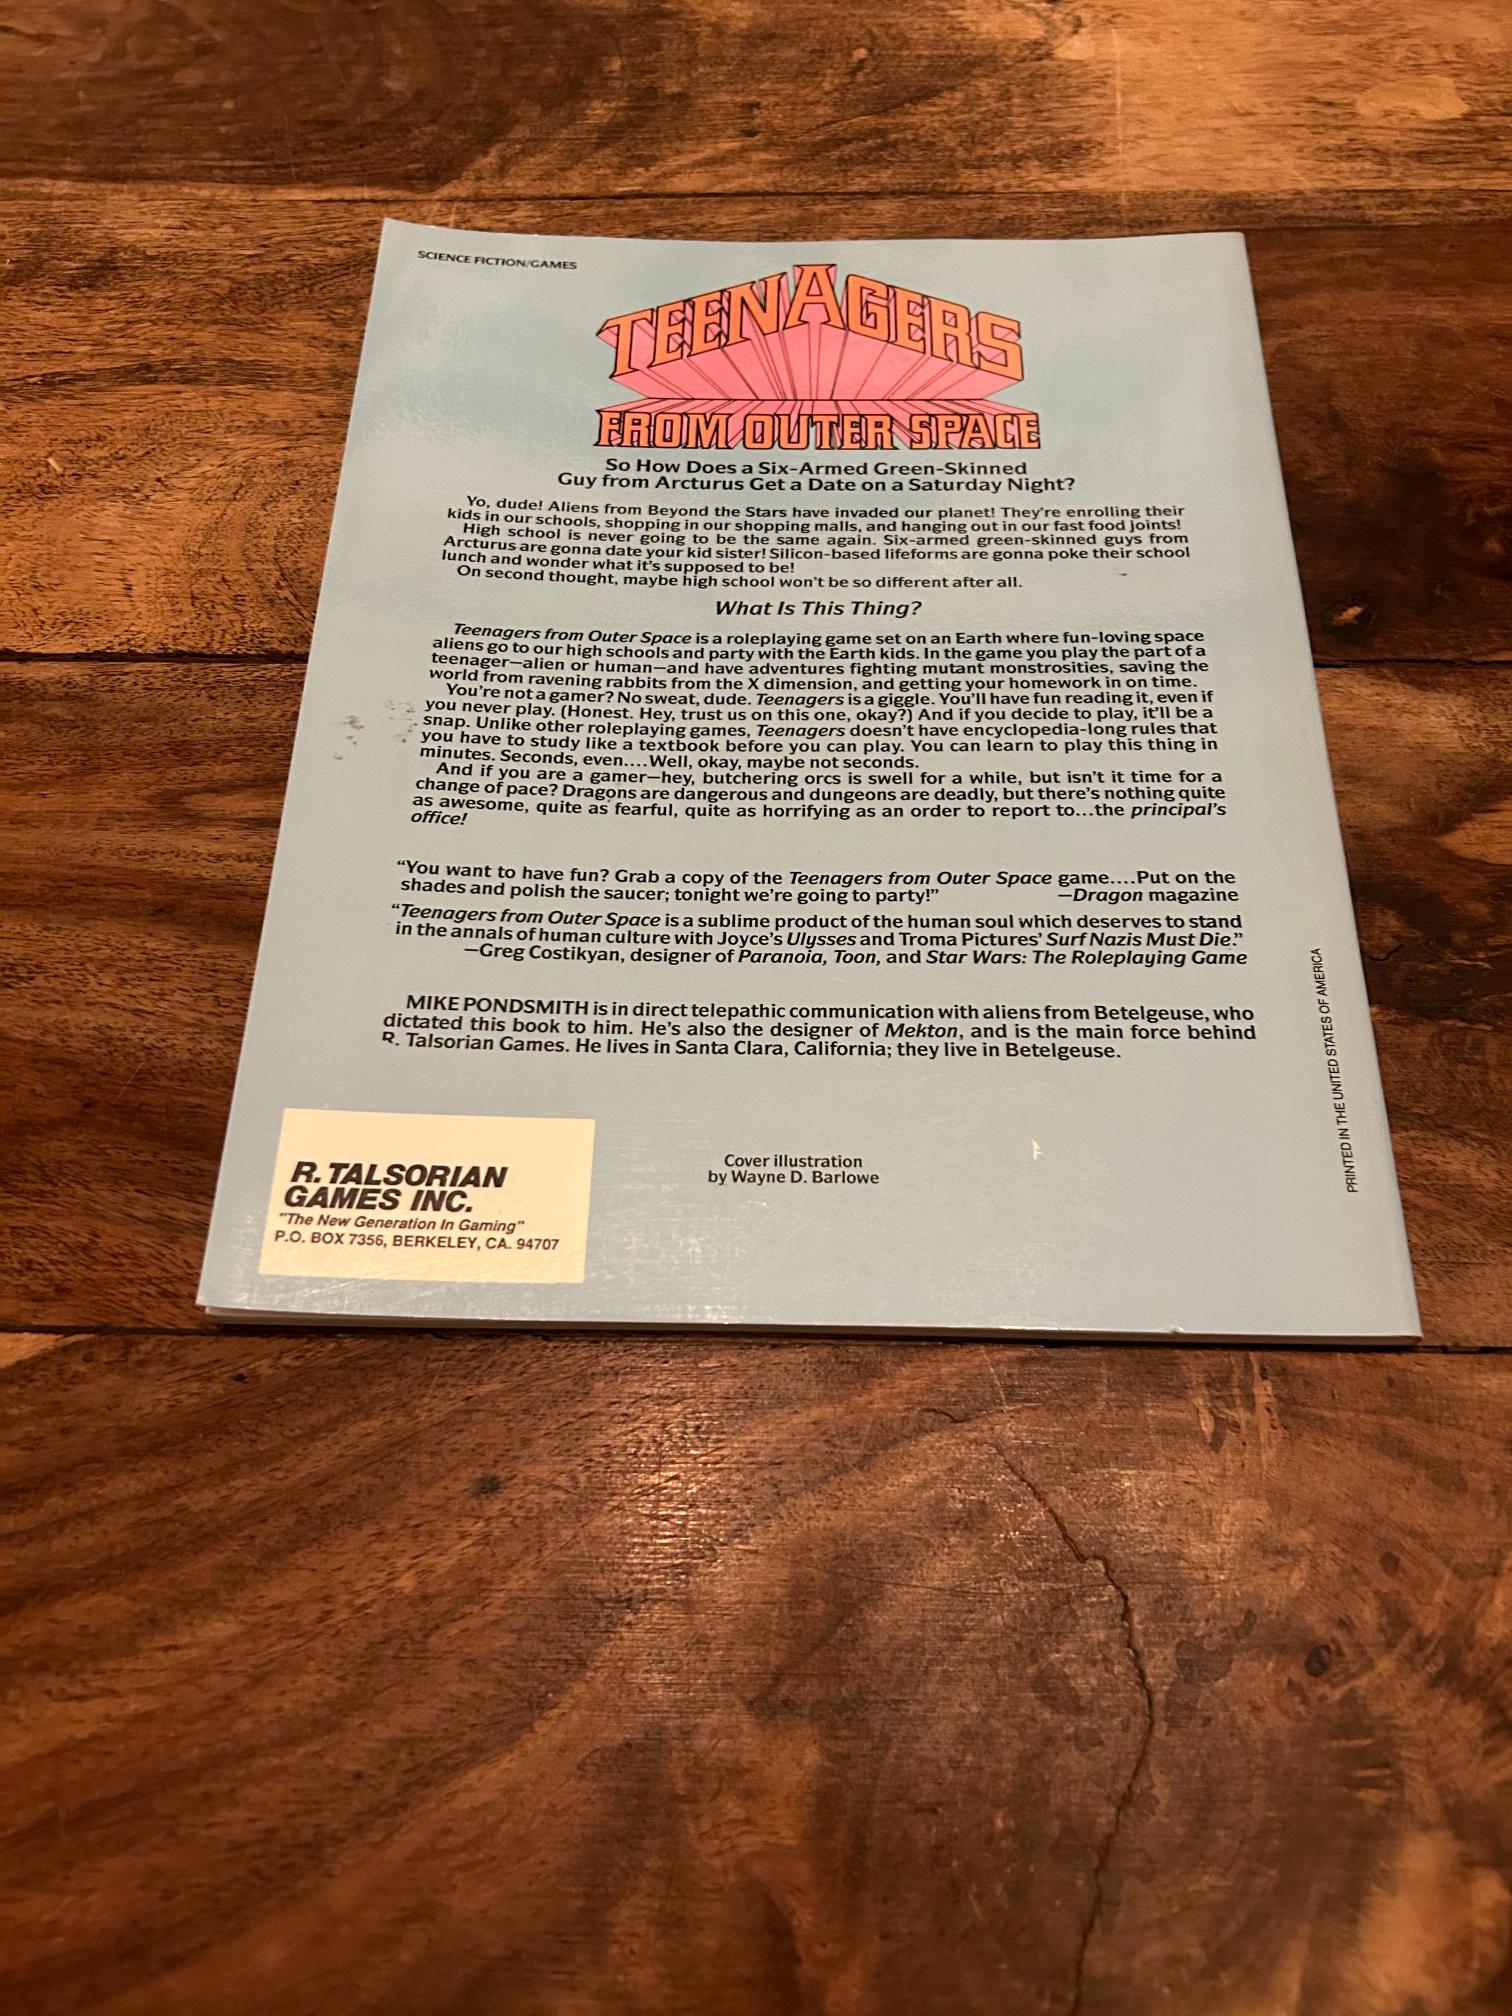 SCIENCE FICTION/GAMES
TEENAGERS
FROM OUTER SPACE
So How Does a Six-Armed Green-Skinned
Guy from Arcturus Get a Date on a Saturday Night?
Yo, dude! Aliens from Beyond the Stars have invaded our planet! They're enrolling their
kids in our schools, shopping in our shopping malls, and hanging out in our fast food joints!
High school is never going to be the same again. Six-armed green-skinned guys from
Arcturus are gonna date your kid sister! Silicon-based lifeforms are gonna poke their school
lunch and wonder what it's supposed to be!
On second thought, maybe high school won't be so different after all.
What Is This Thing?
Teenagers from Outer Space is a roleplaying game set on an Earth where fun-loving space
aliens go to our high schools and party with the Earth kids. In the game you play the part of a
teenager—alien or human—and have adventures fighting mutant monstrosities, saving the
world from ravening rabbits from the X dimension, and getting your homework in on time.
You're not a gamer? No sweat, dude. Teenagers is a giggle. You'll have fun reading it, even if
you never play. (Honest. Hey, trust us on this one, okay?) And if you decide to play, it'll be a
snap. Unlike other roleplaying games, Teenagers doesn't have encyclopedia-long rules that
you have to study like a textbook before you can play. You can learn to play this thing in
minutes. Seconds, even....Well, okay, maybe not seconds.
And if you are a gamer—hey, butchering orcs is swell for a while, but isn't it time for a
change of pace? Dragons are dangerous and dungeons are deadly, but there's nothing quite
as awesome, quite as fearful, quite as horrifying as an order to report to...the principal's
office!
“You want to have fun? Grab a copy of the Teenagers from Outer Space game....Put on the
shades and polish the saucer; tonight we're going to party!” —Dragon magazine
“Teenagers from Outer Space is a sublime product of the human soul which deserves to stand
in the annals of human culture with Joyce's Ulysses and Troma Pictures' Surf Nazis Must Die.”
—Greg Costikyan, designer of Paranoia, Toon, and Star Wars: The Roleplaying Game
MIKE PONDSMITH is in direct telepathic communication with aliens from Betelgeuse, who
dictated this book to him. He's also the designer of Mekton, and is the main force behind
R. Talsorian Games. He lives in Santa Clara, California; they live in Betelgeuse.
R. TALSORIAN
GAMES INC.
"The New Generation In Gaming"
P.O. BOX 7356, BERKELEY, CA. 94707
Cover illustration
by Wayne D. Barlowe
PRINTED IN THE UNITED STATES OF AMERICA